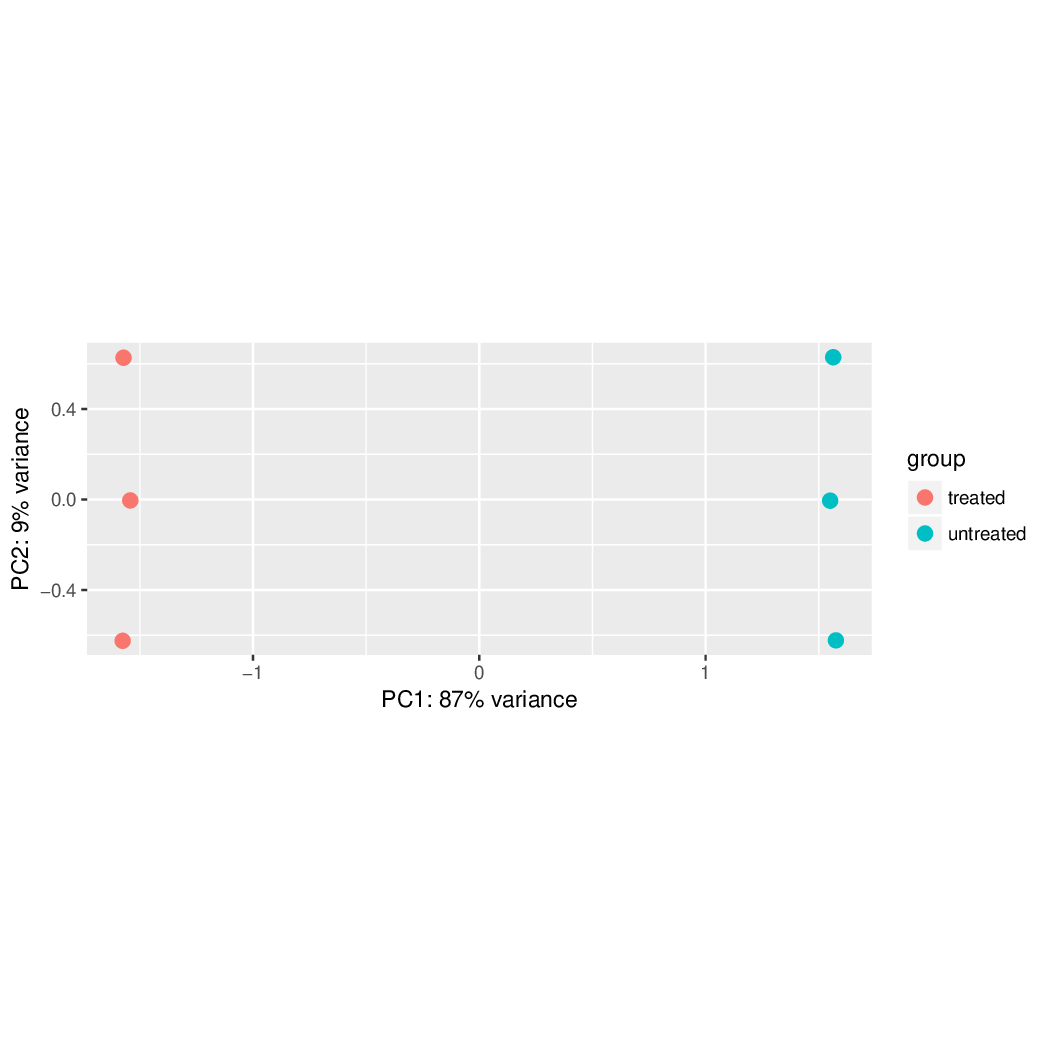 PC2: 9% variance
0.4
0.0
−0.4
−1
0
1
PC1: 87% variance
group
treated
untreated